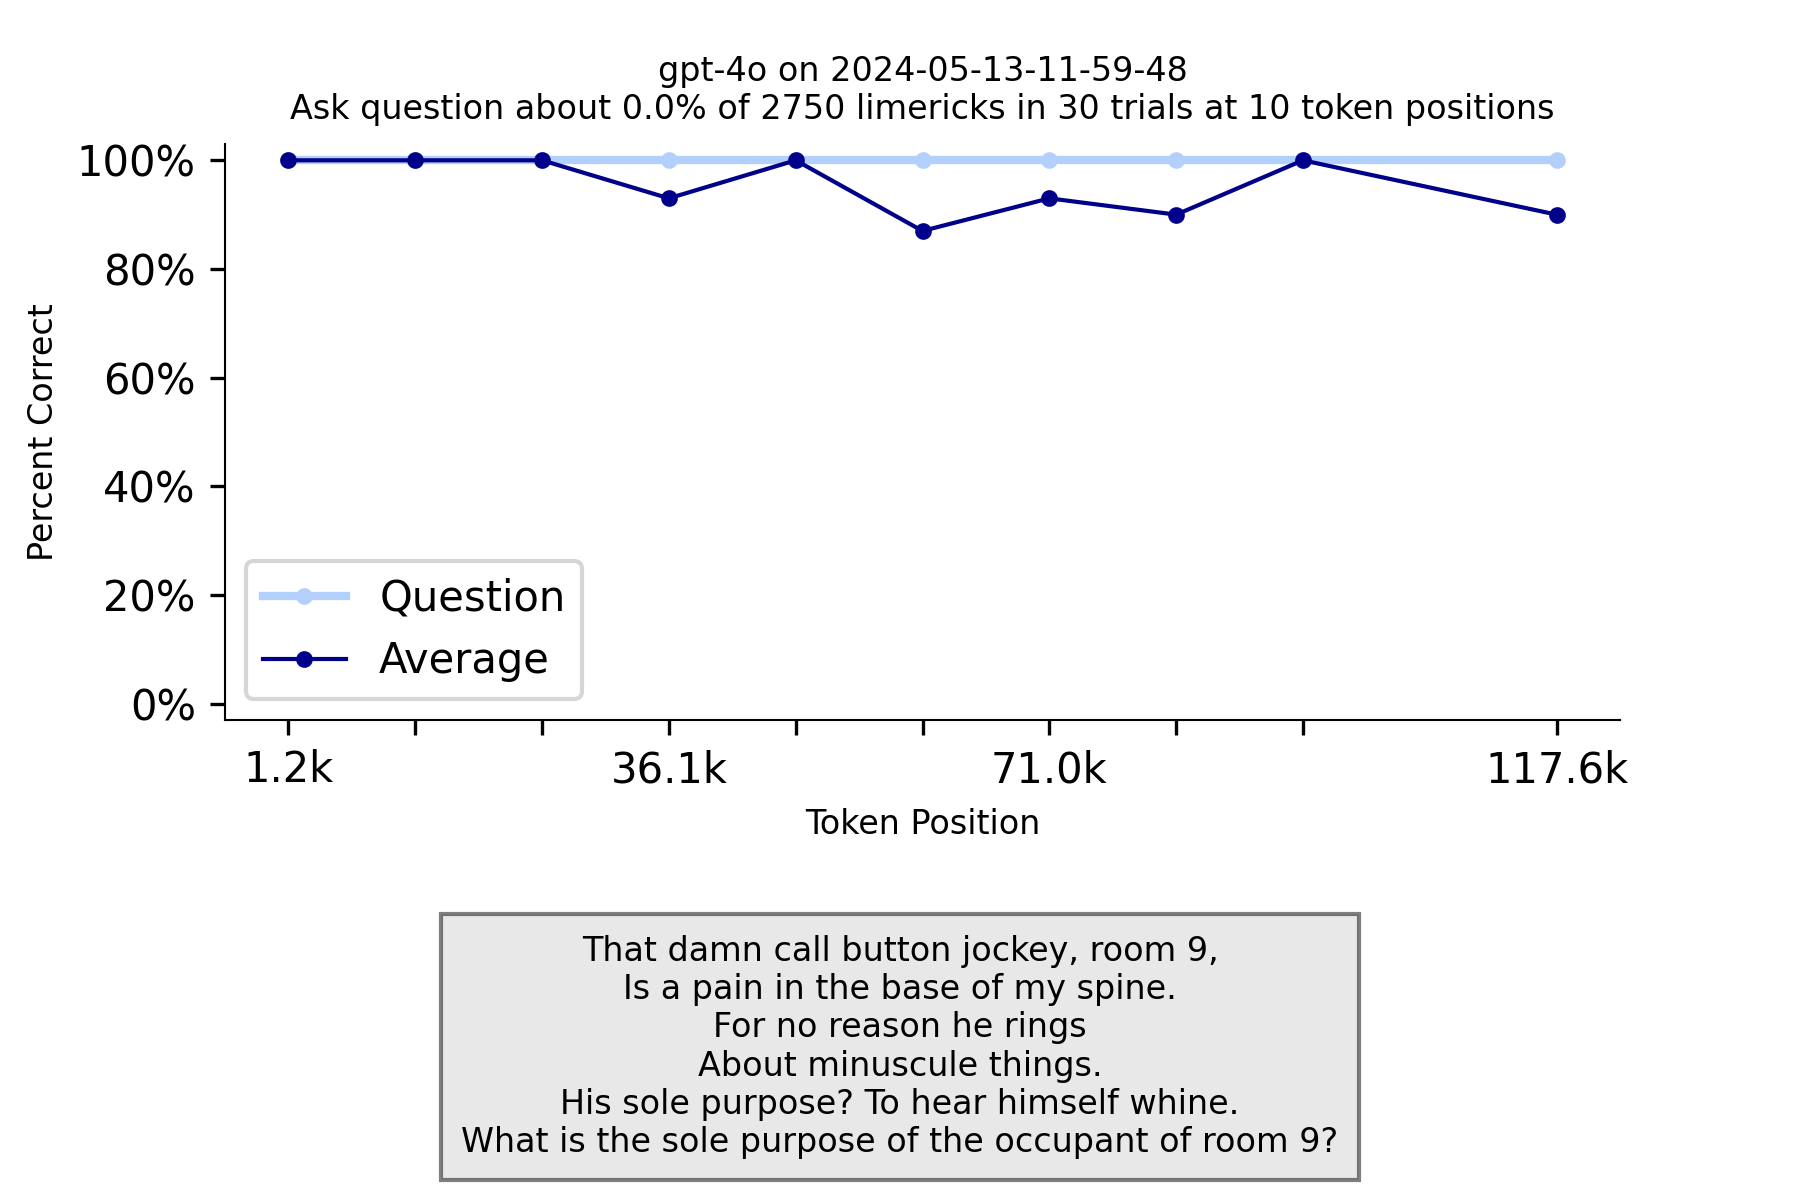 gpt-4o on 2024-05-13-11-59-48
Ask question about 0.0% of 2750 limericks in 30 trials at 10 token positions
100%
80%
60%
40%
20%
0%
Percent Correct
Question
Average
1.2k
36.1k
71.0k
117.6k
Token Position
That damn call button jockey, room 9,
Is a pain in the base of my spine.
For no reason he rings
About minuscule things.
His sole purpose? To hear himself whine.
What is the sole purpose of the occupant of room 9?